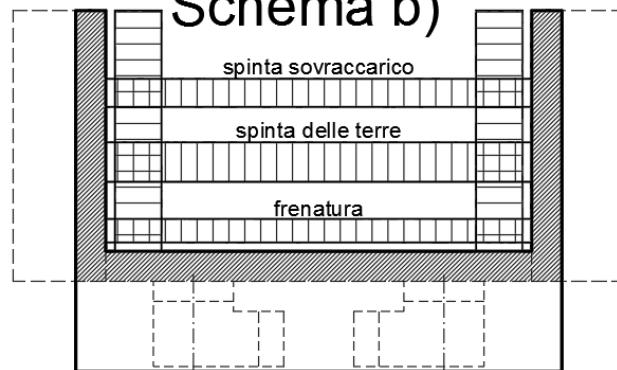 Schema b)
spinta sovraccarico
spinta delle terre
frenatura